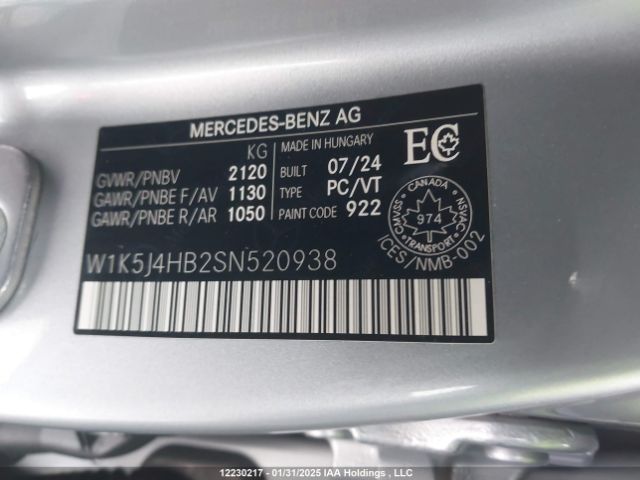 MERCEDES-BENZ AG
KG
GVWR/PNBV 2120
GAWR/PNBE F/AV 1130
GAWR/PNBE R/AR 1050
MADE IN HUNGARY
BUILT 07/24
TYPE PC/VT
PAINT CODE 922
EC
CANADA
CMVSS 974 NSVAC
TRANSPORT
ICES/NMB-002
W1K5J4HB2SN520938
12230217 - 01/31/2025 IAA Holdings , LLC